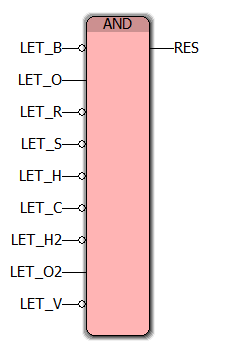 AND
LET_B RES
LET_O
LET_R
LET_S
LET_H
LET_C
LET_H2
LET_O2
LET_V